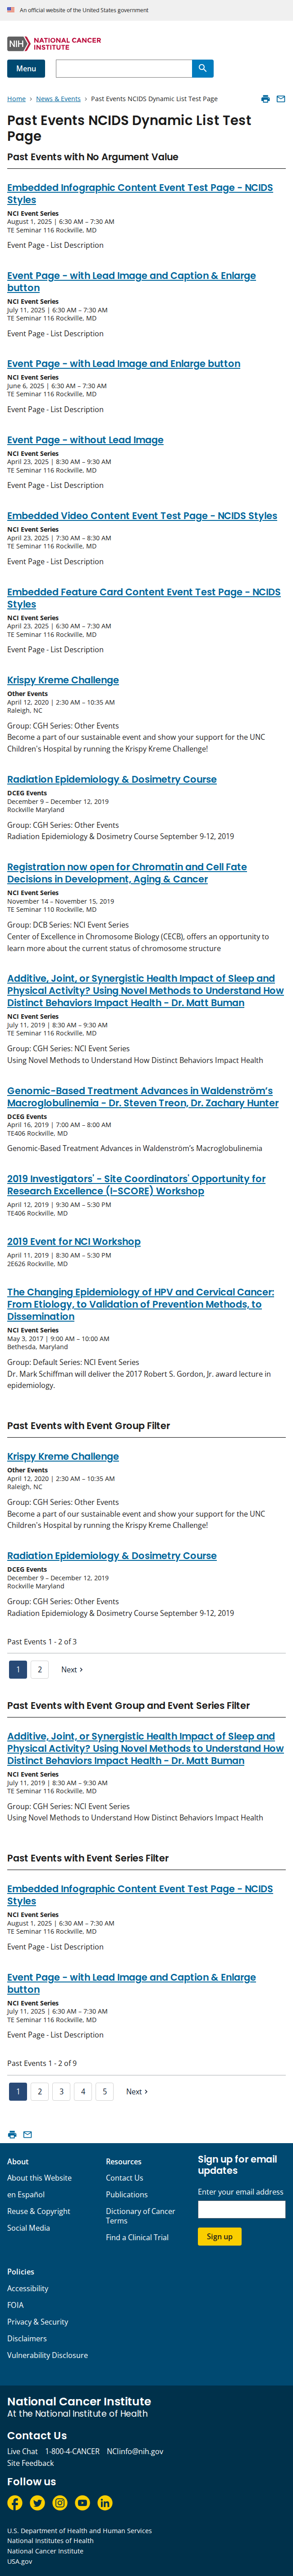 An official website of the United States government
NIH NATIONAL CANCER
INSTITUTE
Menu
Home › News & Events › Past Events NCIDS Dynamic List Test Page
Past Events NCIDS Dynamic List Test
Page
Past Events with No Argument Value
Embedded Infographic Content Event Test Page - NCIDS
Styles
NCI Event Series
August 1, 2025 | 6:30 AM – 7:30 AM
TE Seminar 116 Rockville, MD
Event Page - List Description
Event Page - with Lead Image and Caption & Enlarge
button
NCI Event Series
July 11, 2025 | 6:30 AM – 7:30 AM
TE Seminar 116 Rockville, MD
Event Page - List Description
Event Page - with Lead Image and Enlarge button
NCI Event Series
June 6, 2025 | 6:30 AM – 7:30 AM
TE Seminar 116 Rockville, MD
Event Page - List Description
Event Page - without Lead Image
NCI Event Series
April 23, 2025 | 8:30 AM – 9:30 AM
TE Seminar 116 Rockville, MD
Event Page - List Description
Embedded Video Content Event Test Page - NCIDS Styles
NCI Event Series
April 23, 2025 | 7:30 AM – 8:30 AM
TE Seminar 116 Rockville, MD
Event Page - List Description
Embedded Feature Card Content Event Test Page - NCIDS
Styles
NCI Event Series
April 23, 2025 | 6:30 AM – 7:30 AM
TE Seminar 116 Rockville, MD
Event Page - List Description
Krispy Kreme Challenge
Other Events
April 12, 2020 | 2:30 AM – 10:35 AM
Raleigh, NC
Group: CGH Series: Other Events
Become a part of our sustainable event and show your support for the UNC
Children's Hospital by running the Krispy Kreme Challenge!
Radiation Epidemiology & Dosimetry Course
DCEG Events
December 9 – December 12, 2019
Rockville Maryland
Group: CGH Series: Other Events
Radiation Epidemiology & Dosimetry Course September 9-12, 2019
Registration now open for Chromatin and Cell Fate
Decisions in Development, Aging & Cancer
NCI Event Series
November 14 – November 15, 2019
TE Seminar 110 Rockville, MD
Group: DCB Series: NCI Event Series
Center of Excellence in Chromosome Biology (CECB), offers an opportunity to
learn more about the current status of chromosome structure
Additive, Joint, or Synergistic Health Impact of Sleep and
Physical Activity? Using Novel Methods to Understand How
Distinct Behaviors Impact Health - Dr. Matt Buman
NCI Event Series
July 11, 2019 | 8:30 AM – 9:30 AM
TE Seminar 116 Rockville, MD
Group: CGH Series: NCI Event Series
Using Novel Methods to Understand How Distinct Behaviors Impact Health
Genomic-Based Treatment Advances in Waldenström's
Macroglobulinemia - Dr. Steven Treon, Dr. Zachary Hunter
DCEG Events
April 16, 2019 | 7:00 AM – 8:00 AM
TE406 Rockville, MD
Genomic-Based Treatment Advances in Waldenström's Macroglobulinemia
2019 Investigators' - Site Coordinators' Opportunity for
Research Excellence (I-SCORE) Workshop
April 12, 2019 | 9:30 AM – 5:30 PM
TE406 Rockville, MD
2019 Event for NCI Workshop
April 11, 2019 | 8:30 AM – 5:30 PM
2E628 Rockville, MD
The Changing Epidemiology of HPV and Cervical Cancer:
From Etiology, to Validation of Prevention Methods, to
Dissemination
NCI Event Series
May 3, 2017 | 9:00 AM – 10:00 AM
Bethesda, Maryland
Group: Default Series: NCI Event Series
Dr. Mark Schiffman will deliver the 2017 Robert S. Gordon, Jr. award lecture in
epidemiology.
Past Events with Event Group Filter
Krispy Kreme Challenge
Other Events
April 12, 2020 | 2:30 AM – 10:35 AM
Raleigh, NC
Group: CGH Series: Other Events
Become a part of our sustainable event and show your support for the UNC
Children's Hospital by running the Krispy Kreme Challenge!
Radiation Epidemiology & Dosimetry Course
DCEG Events
December 9 – December 12, 2019
Rockville Maryland
Group: CGH Series: Other Events
Radiation Epidemiology & Dosimetry Course September 9-12, 2019
Past Events 1 - 2 of 3
1 2 Next ›
Past Events with Event Group and Event Series Filter
Additive, Joint, or Synergistic Health Impact of Sleep and
Physical Activity? Using Novel Methods to Understand How
Distinct Behaviors Impact Health - Dr. Matt Buman
NCI Event Series
July 11, 2019 | 8:30 AM – 9:30 AM
TE Seminar 116 Rockville, MD
Group: CGH Series: NCI Event Series
Using Novel Methods to Understand How Distinct Behaviors Impact Health
Past Events with Event Series Filter
Embedded Infographic Content Event Test Page - NCIDS
Styles
NCI Event Series
August 1, 2025 | 6:30 AM – 7:30 AM
TE Seminar 116 Rockville, MD
Event Page - List Description
Event Page - with Lead Image and Caption & Enlarge
button
NCI Event Series
July 11, 2025 | 6:30 AM – 7:30 AM
TE Seminar 116 Rockville, MD
Event Page - List Description
Past Events 1 - 2 of 9
1 2 3 4 5 Next ›
About
About this Website
en Español
Reuse & Copyright
Social Media
Resources
Contact Us
Publications
Dictionary of Cancer
Terms
Find a Clinical Trial
Sign up for email
updates
Enter your email address
Sign up
Policies
Accessibility
FOIA
Privacy & Security
Disclaimers
Vulnerability Disclosure
National Cancer Institute
At the National Institutes of Health
Contact Us
Live Chat 1-800-4-CANCER NCIinfo@nih.gov
Site Feedback
Follow us
U.S. Department of Health and Human Services
National Institutes of Health
National Cancer Institute
USA.gov